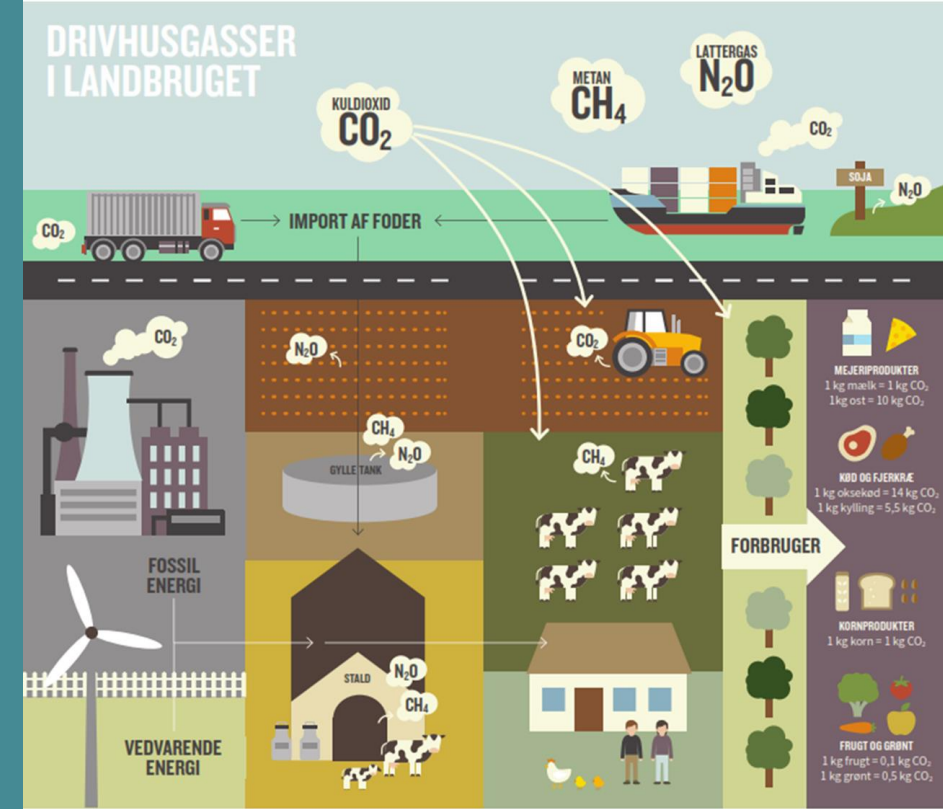 DRIVHUSGASSER
I LANDBRUGET
KULDIOXID
CO₂
METAN
CH₄
LATTERGAS
N₂O
CO₂
SOJA
N₂O
CO₂
IMPORT AF FODER
CO₂
N₂O
CO₂
CH₄
N₂O
GYLLETANK
CH₄
FOSSIL
ENERGI
VEDVARENDE
ENERGI
STALD
N₂O
CH₄
FORBRUGER
MEJERIPRODUKTER
1 kg mælk = 1 kg CO₂
1kg ost = 10 kg CO₂
KØD OG FJERKRÆ
1 kg oksekød = 14 kg CO₂
1 kg kylling = 5,5 kg CO₂
KORNPRODUKTER
1 kg korn = 1 kg CO₂
FRUGT OG GRØNT
1 kg frugt = 0,1 kg CO₂
1 kg grønt = 0,5 kg CO₂